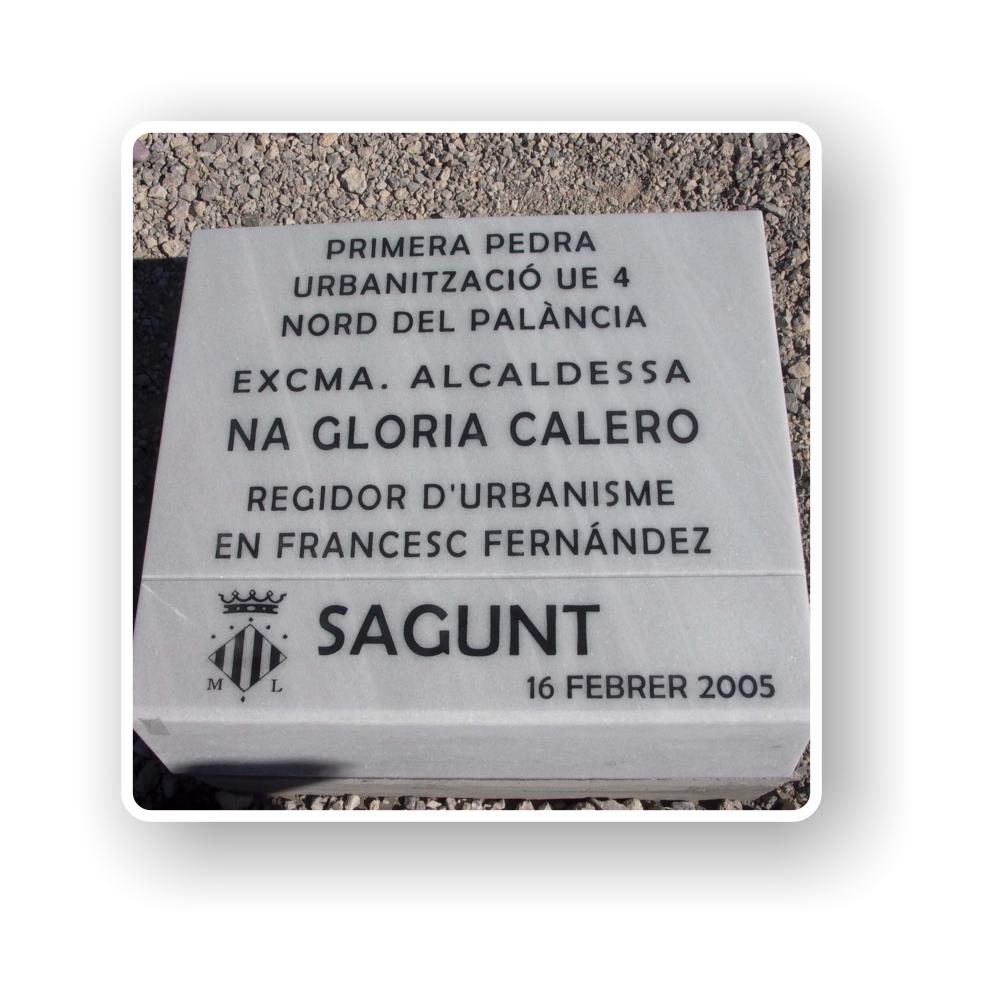 PRIMERA PEDRA
URBANITZACIÓ UE 4
NORD DEL PALÀNCIA
EXCMA. ALCALDESSA
NA GLORIA CALERO
REGIDOR D'URBANISME
EN FRANCESC FERNÁNDEZ
SAGUNT
M L
16 FEBRER 2005